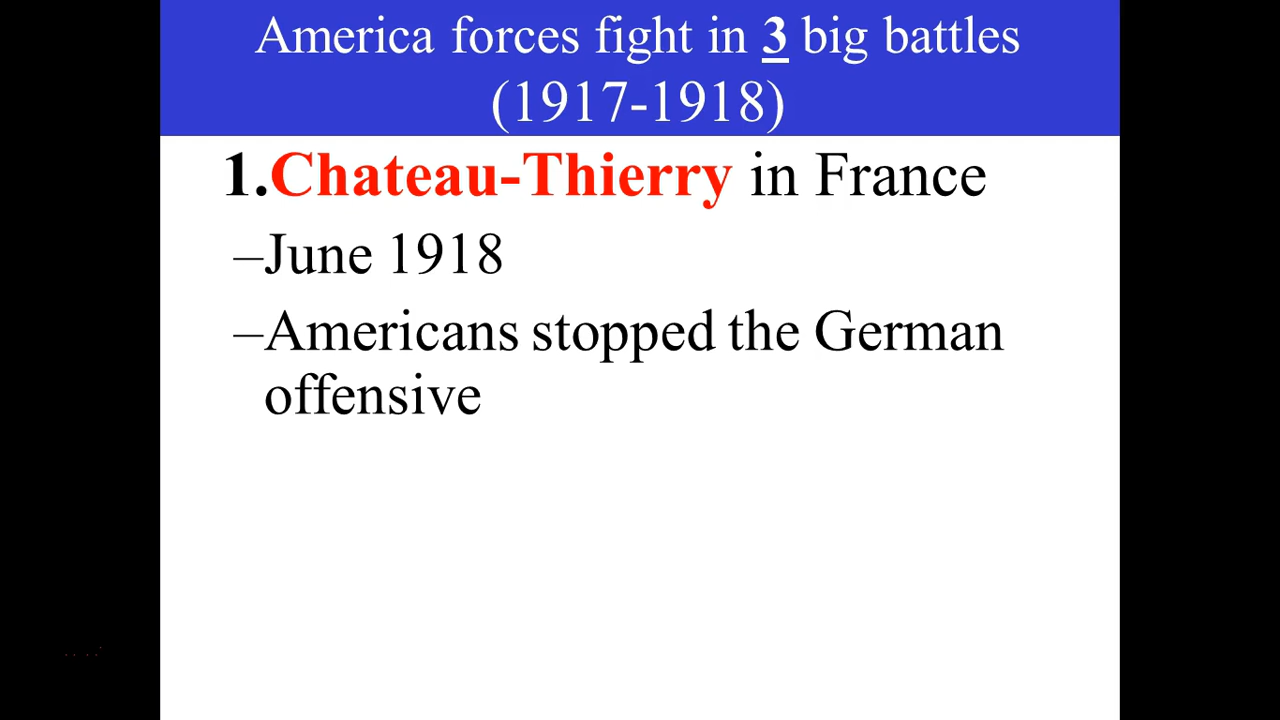 America forces fight in 3 big battles
(1917-1918)
1.Chateau-Thierry in France
–June 1918
–Americans stopped the German
offensive